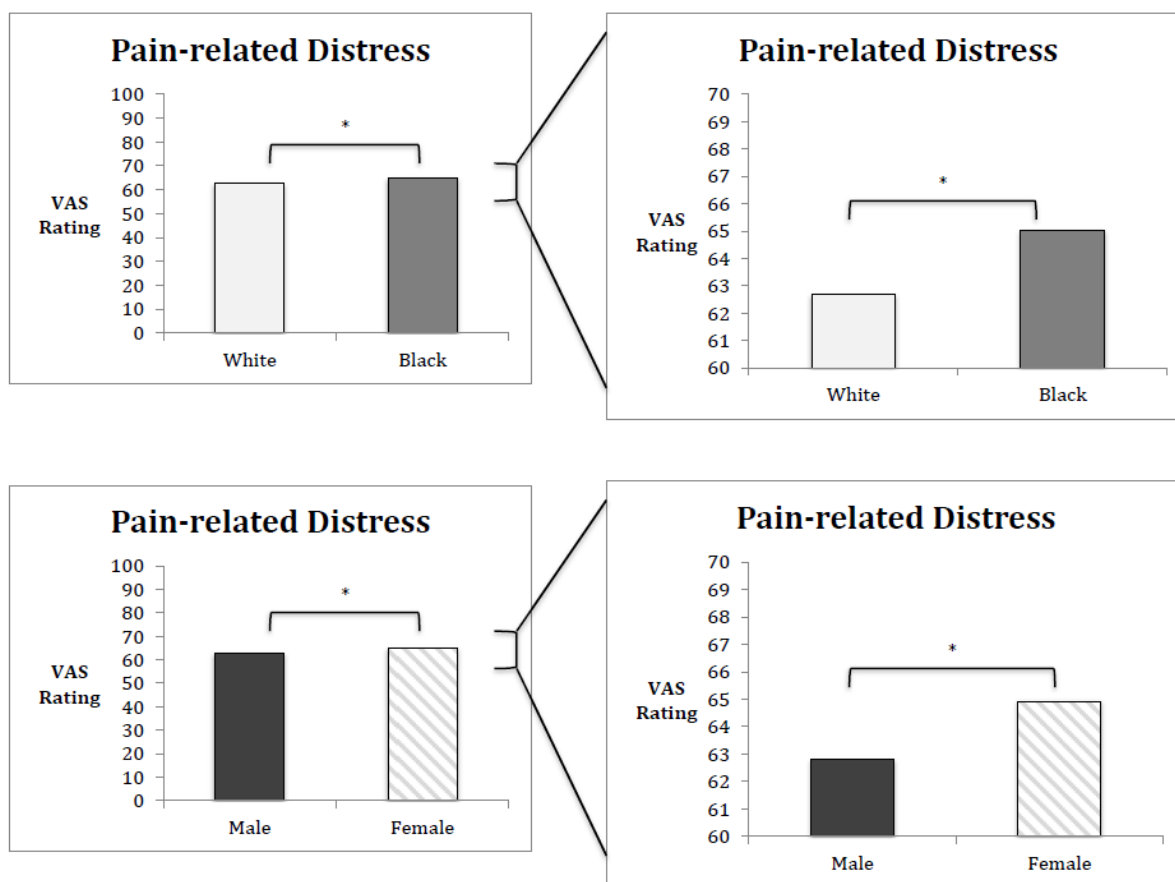 Pain-related Distress
100
90
80
70
60
50
40
30
20
10
0
VAS
Rating
*
White
Black
Pain-related Distress
70
69
68
67
66
65
64
63
62
61
60
VAS
Rating
*
White
Black
Pain-related Distress
100
90
80
70
60
50
40
30
20
10
0
VAS
Rating
*
Male
Female
Pain-related Distress
70
69
68
67
66
65
64
63
62
61
60
VAS
Rating
*
Male
Female